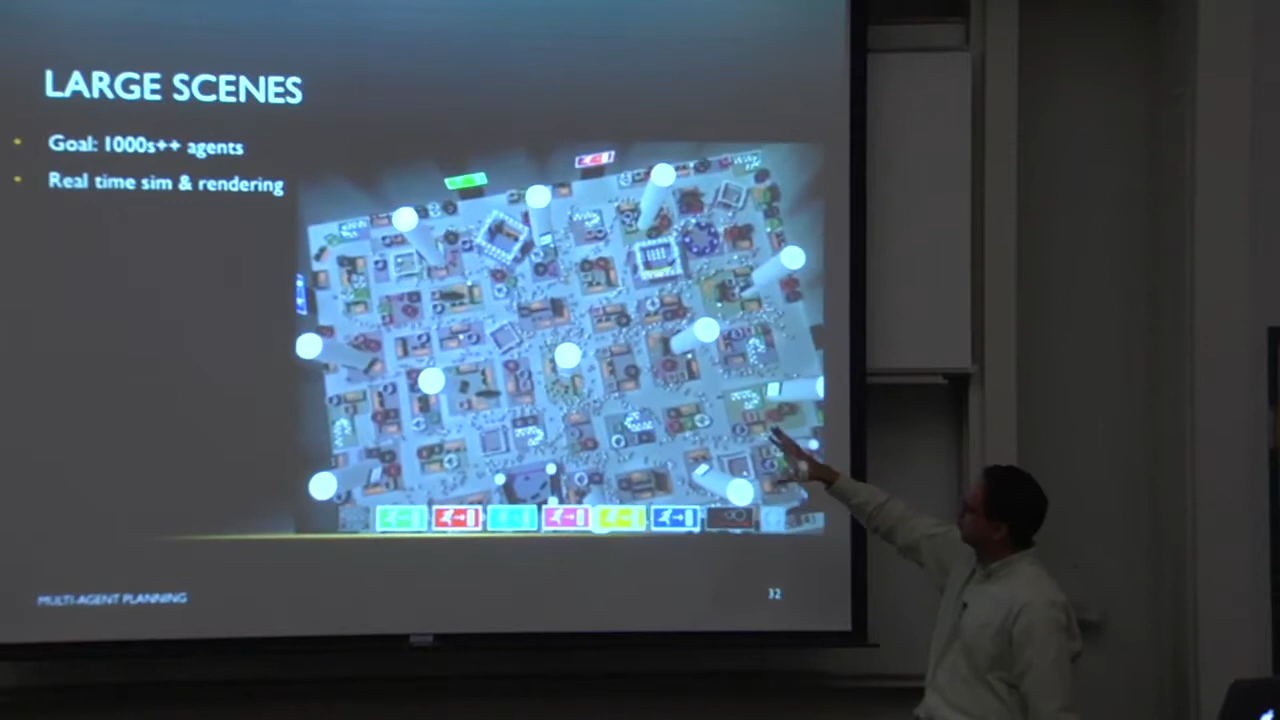 LARGE SCENES
Goal: 1000s++ agents
Real time sim & rendering
MULTI-AGENT PLANNING
32